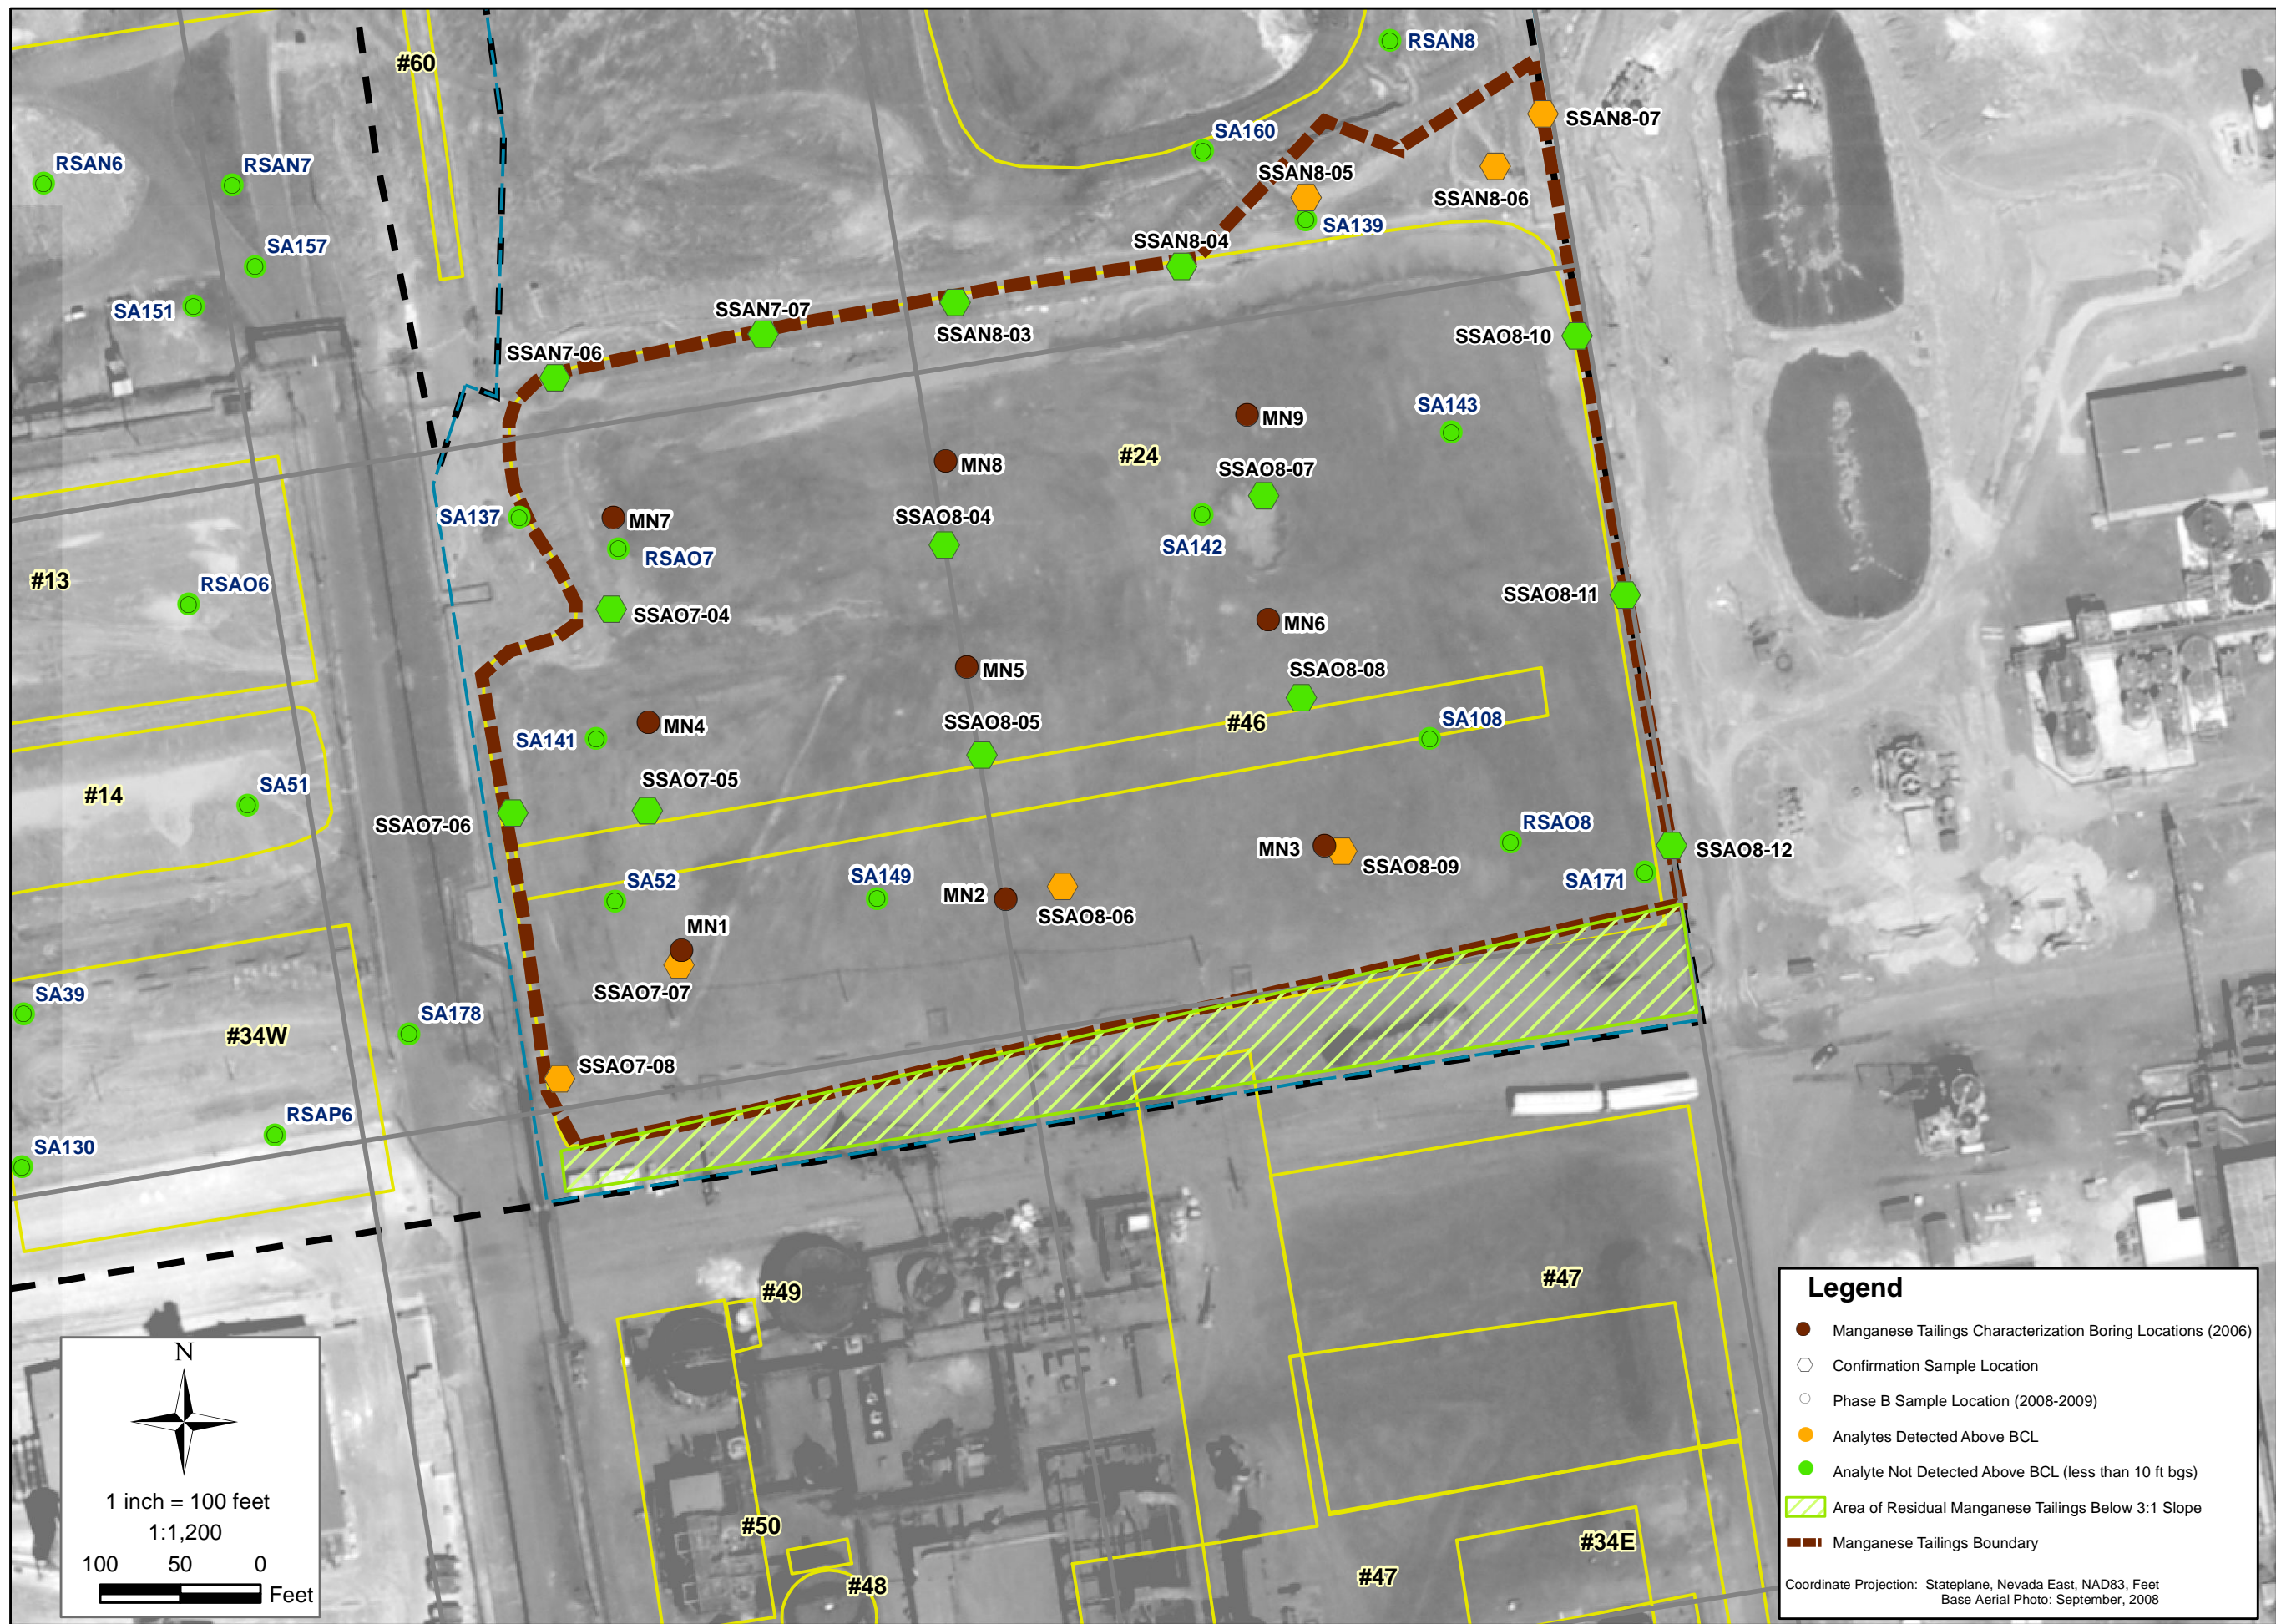 #60
RSAN8
SSAN8-07
SA160
RSAN6
RSAN7
SSAN8-05
SSAN8-06
SA139
SSAN8-04
SA157
SA151
SSAN7-07
SSAN8-03
SSAO8-10
SSAN7-06
SA143
MN9
#24
MN8
SSAO8-07
SA137
MN7
SSAO8-04
SA142
RSAO7
#13
RSAO6
SSAO7-04
SSAO8-11
MN6
MN5
SSAO8-08
MN4
SSAO8-05
#46
SA108
SA141
SSAO7-05
#14
SA51
SSAO7-06
RSAO8
MN3
SSAO8-09
SSAO8-12
SA171
SA52
SA149
MN2
SSAO8-06
MN1
SSAO7-07
SA39
#34W
SA178
SSAO7-08
RSAP6
SA130
#49
#47
#50
#48
#47
#34E
N
1 inch = 100 feet
1:1,200
100 50 0
Feet
Legend
Manganese Tailings Characterization Boring Locations (2006)
Confirmation Sample Location
Phase B Sample Location (2008-2009)
Analytes Detected Above BCL
Analyte Not Detected Above BCL (less than 10 ft bgs)
Area of Residual Manganese Tailings Below 3:1 Slope
Manganese Tailings Boundary
Coordinate Projection: Stateplane, Nevada East, NAD83, Feet
Base Aerial Photo: September, 2008